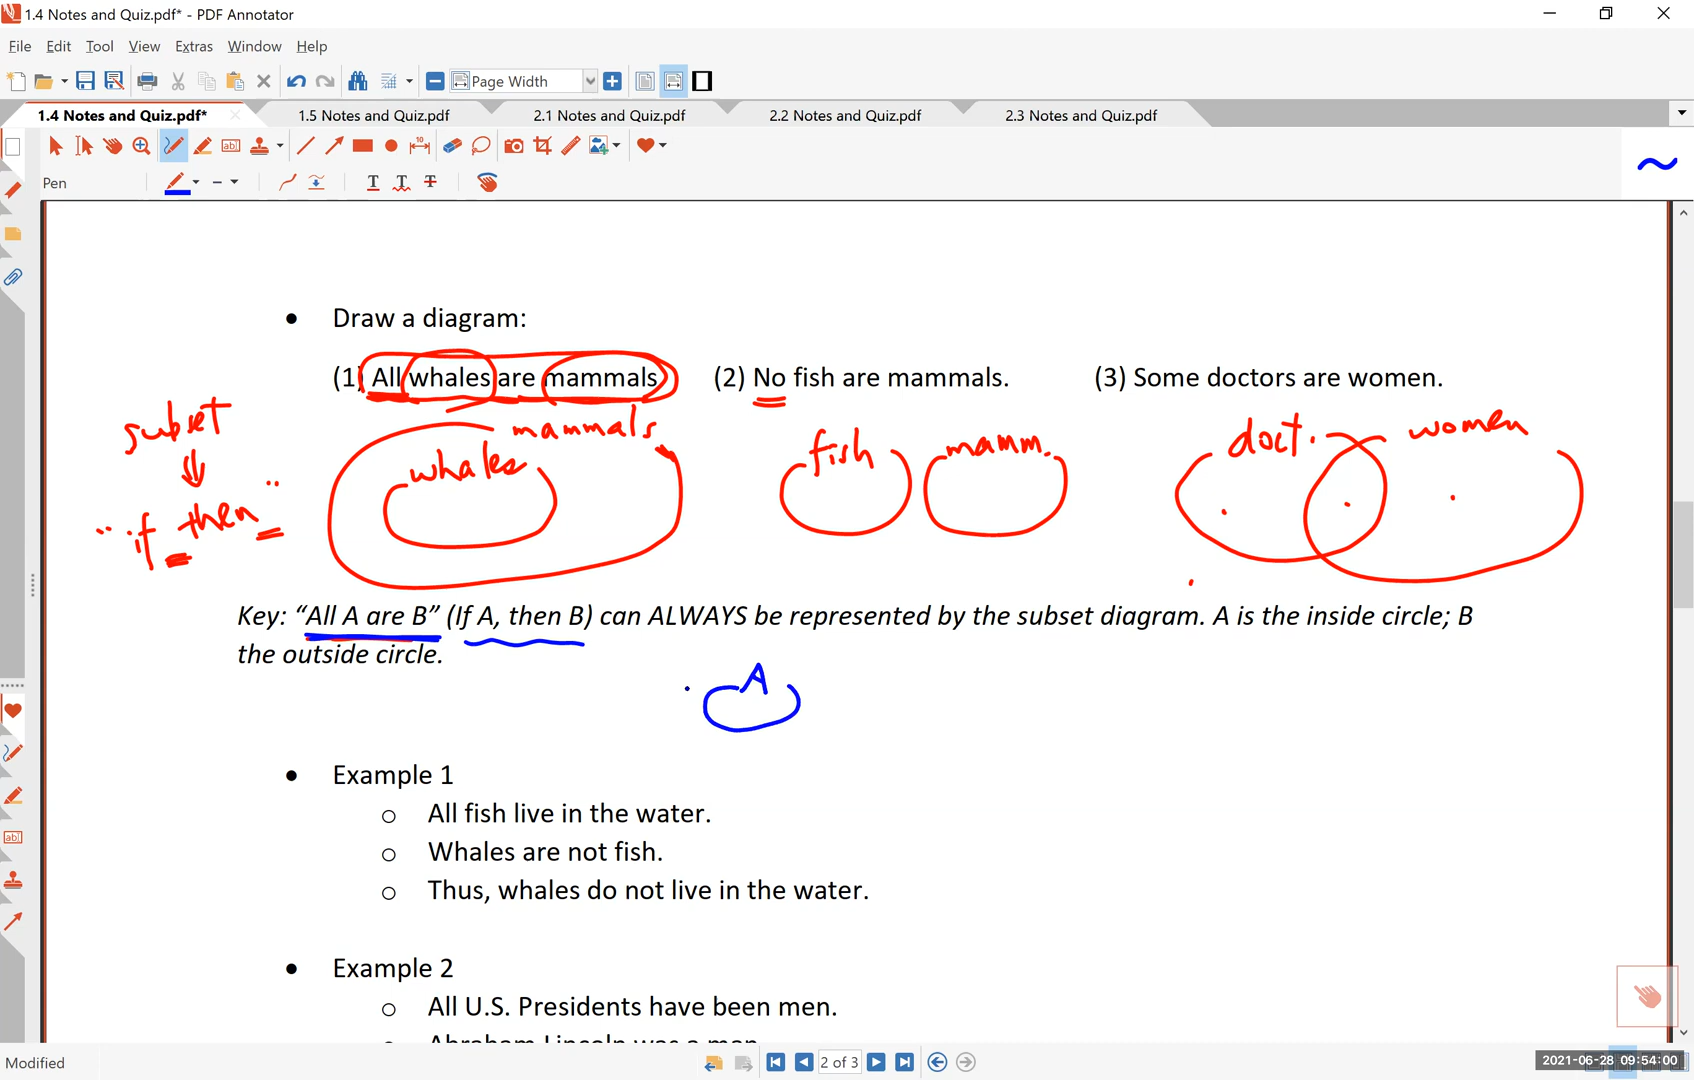 1.4 Notes and Quiz.pdf* - PDF Annotator
File Edit Tool View Extras Window Help
Page Width
1.4 Notes and Quiz.pdf* 1.5 Notes and Quiz.pdf 2.1 Notes and Quiz.pdf 2.2 Notes and Quiz.pdf 2.3 Notes and Quiz.pdf
Pen
• Draw a diagram:
(1) All whales are mammals (2) No fish are mammals. (3) Some doctors are women.
subset
if then
mammals
whales
fish
mamm.
doct.
women
Key: “All A are B” (If A, then B) can ALWAYS be represented by the subset diagram. A is the inside circle; B
the outside circle.
A
• Example 1
o All fish live in the water.
o Whales are not fish.
o Thus, whales do not live in the water.
• Example 2
o All U.S. Presidents have been men.
Abraham Lincoln was a man
Modified
2 of 3
2021-06-28 09:54:00